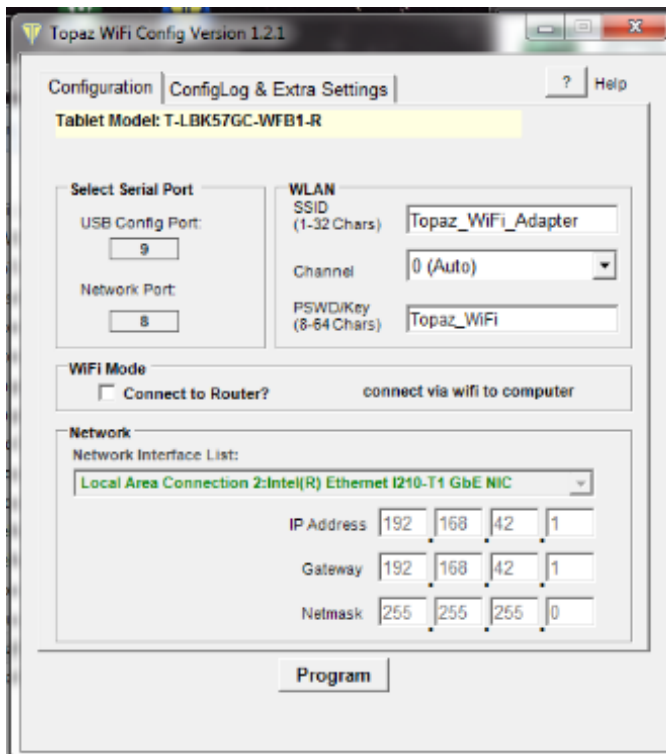 Topaz WiFi Config Version 1.2.1
Configuration
ConfigLog & Extra Settings
? Help
Tablet Model: T-LBK57GC-WFB1-R
Select Serial Port
USB Config Port:
9
Network Port:
8
WLAN
SSID
(1-32 Chars)
Topaz_WiFi_Adapter
Channel
0 (Auto)
PSWD/Key
(8-64 Chars)
Topaz_WiFi
WiFi Mode
Connect to Router?
connect via wifi to computer
Network
Network Interface List:
Local Area Connection 2:Intel(R) Ethernet I210-T1 GbE NIC
IP Address 192 . 168 . 42 . 1
Gateway 192 . 168 . 42 . 1
Netmask 255 . 255 . 255 . 0
Program